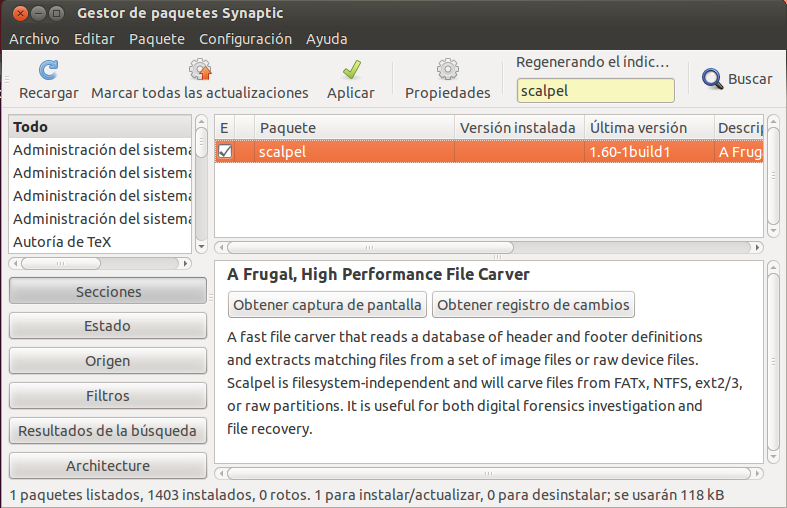 Gestor de paquetes Synaptic
Archivo Editar Paquete Configuración Ayuda
Recargar Marcar todas las actualizaciones Aplicar Propiedades
Regenerando el índic...
scalpel
Buscar
Todo
Administración del sistema
Administración del sistema
Administración del sistema
Administración del sistema
Autoría de TeX
Secciones
Estado
Origen
Filtros
Resultados de la búsqueda
Architecture
E Paquete Versión instalada Última versión Descrip
scalpel 1.60-1build1 A Frug
A Frugal, High Performance File Carver
Obtener captura de pantalla Obtener registro de cambios
A fast file carver that reads a database of header and footer definitions
and extracts matching files from a set of image files or raw device files.
Scalpel is filesystem-independent and will carve files from FATx, NTFS, ext2/3,
or raw partitions. It is useful for both digital forensics investigation and
file recovery.
1 paquetes listados, 1403 instalados, 0 rotos. 1 para instalar/actualizar, 0 para desinstalar; se usarán 118 kB